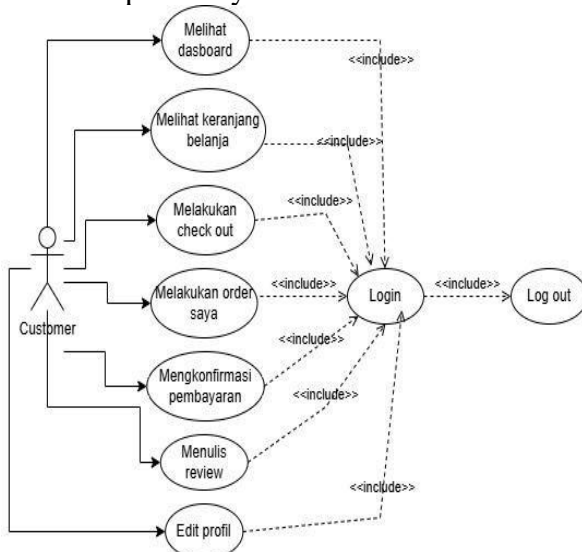 Melihat
dasboard
<<include>>
Melihat keranjang
belanja
<<include>>
Melakukan
check out
<<include>>
Customer
Melakukan order
saya
<<include>>
Login
<<include>>
Log out
Mengkonfirmasi
pembayaran
<<include>>
Menulis
review
<<include>>
Edit profil
<<include>>